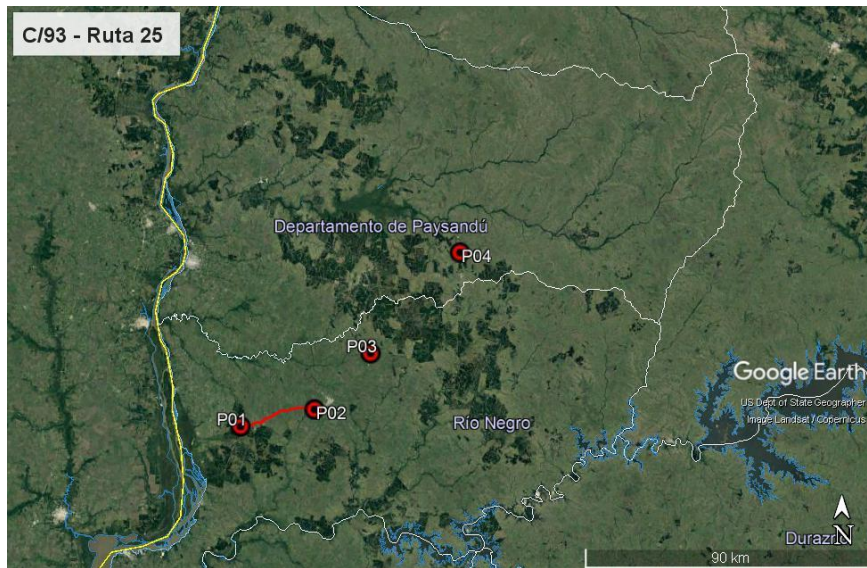 C/93 - Ruta 25
Departamento de Paysandú
P04
P03
P01
P02
Río Negro
Google Earth
US Dept of State Geographer
Image Landsat / Copernicus
N
90 km